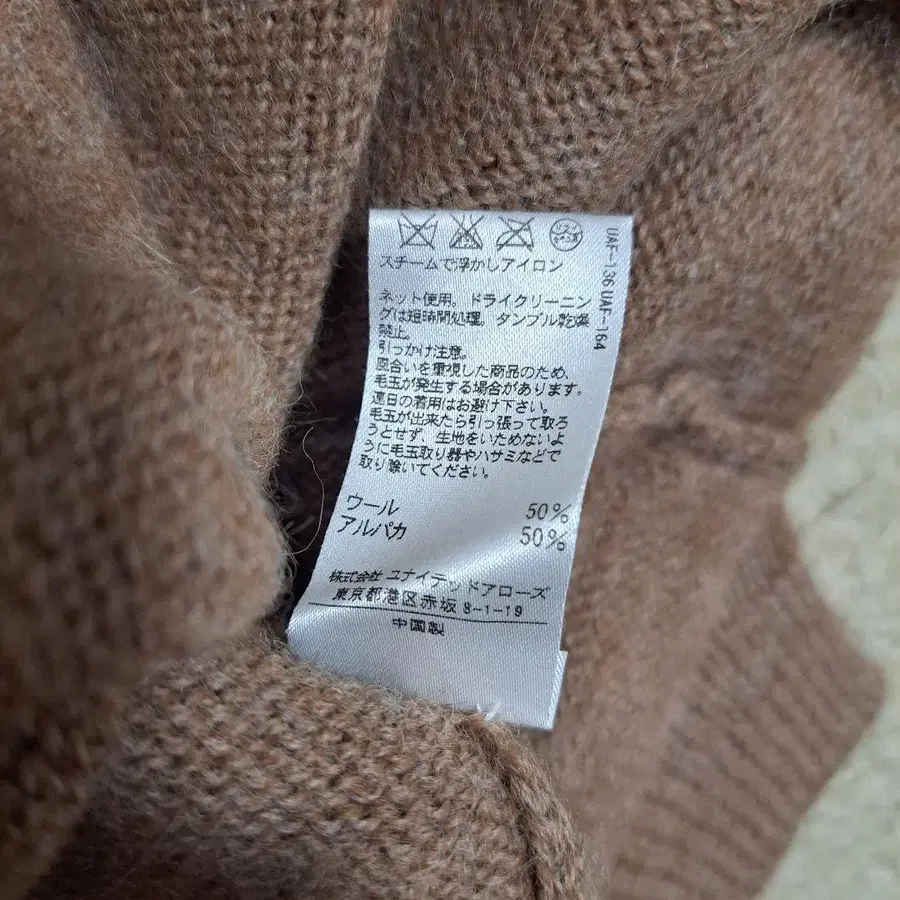 スチームで浮かしアイロン
ネット使用。ドライクリーニン
グは短時間処理。タンブル乾燥
禁止。
引っかけ注意。
風合いを重視した商品のため、
毛玉が発生する場合があります。
連日の着用はお避け下さい。
毛玉が出来たら引っ張って取ろ
うとせず、生地をいためないよ
うに毛玉取り器やハサミなどで
取り除いてください。
ウール 50%
アルパカ 50%
株式会社 ユナイテッドアローズ
東京都港区赤坂 8-1-19
中国製
UAF-136 UAF-164